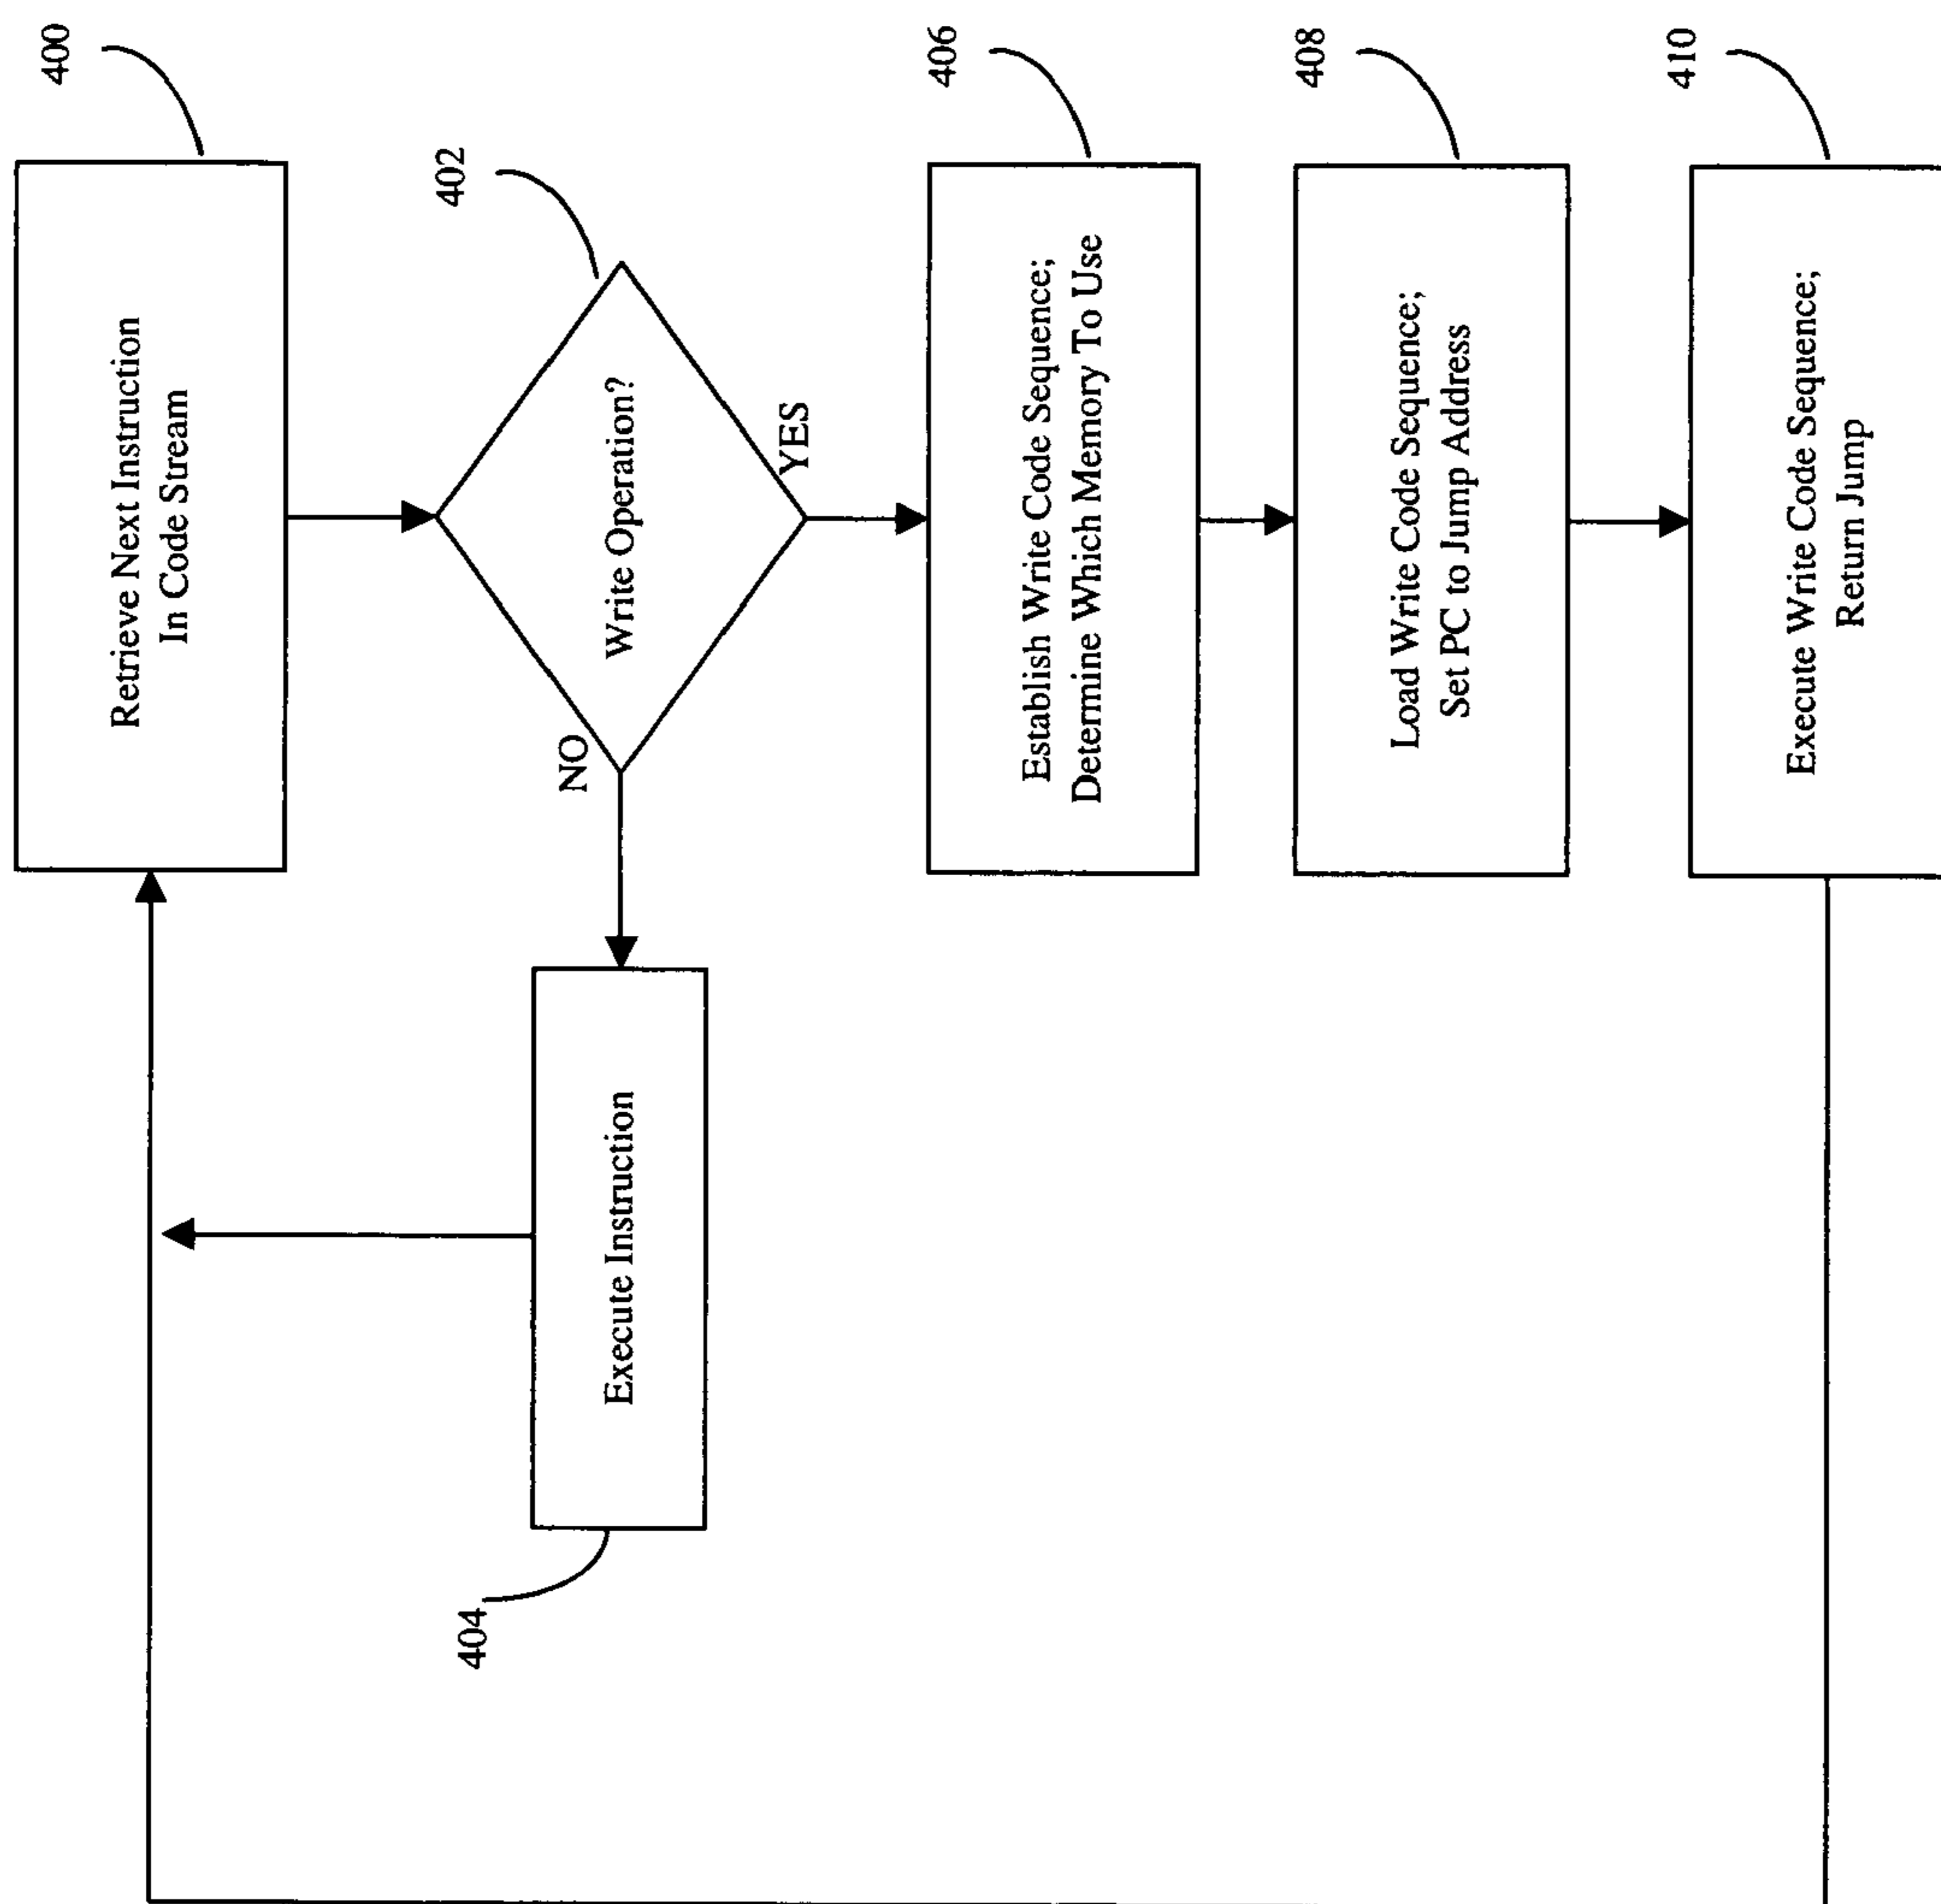 400
Retrieve Next Instruction
In Code Stream
402
Write Operation?
NO
YES
404
Execute Instruction
406
Establish Write Code Sequence;
Determine Which Memory To Use
408
Load Write Code Sequence;
Set PC to Jump Address
410
Execute Write Code Sequence;
Return Jump